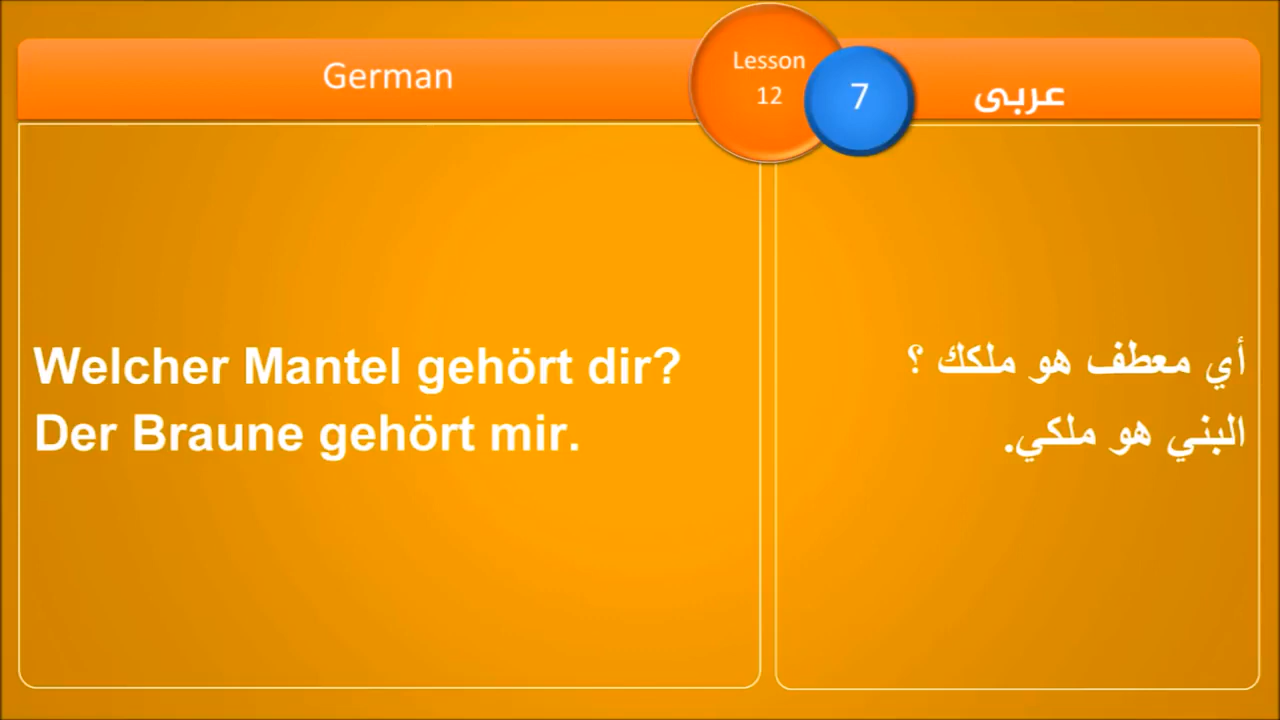 German
Lesson
12
7
عربى
Welcher Mantel gehört dir?
Der Braune gehört mir.
أي معطف هو ملكك ؟
البني هو ملكي.